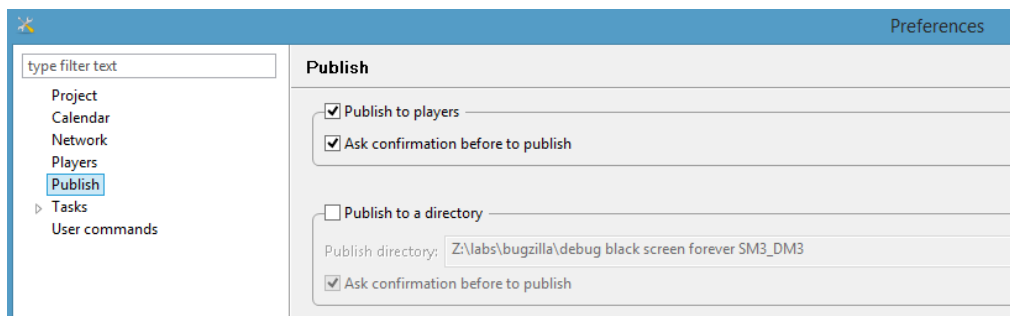 Preferences
type filter text
Project
Calendar
Network
Players
Publish
Tasks
User commands
Publish
Publish to players
Ask confirmation before to publish
Publish to a directory
Publish directory: Z:\labs\bugzilla\debug black screen forever SM3_DM3
Ask confirmation before to publish